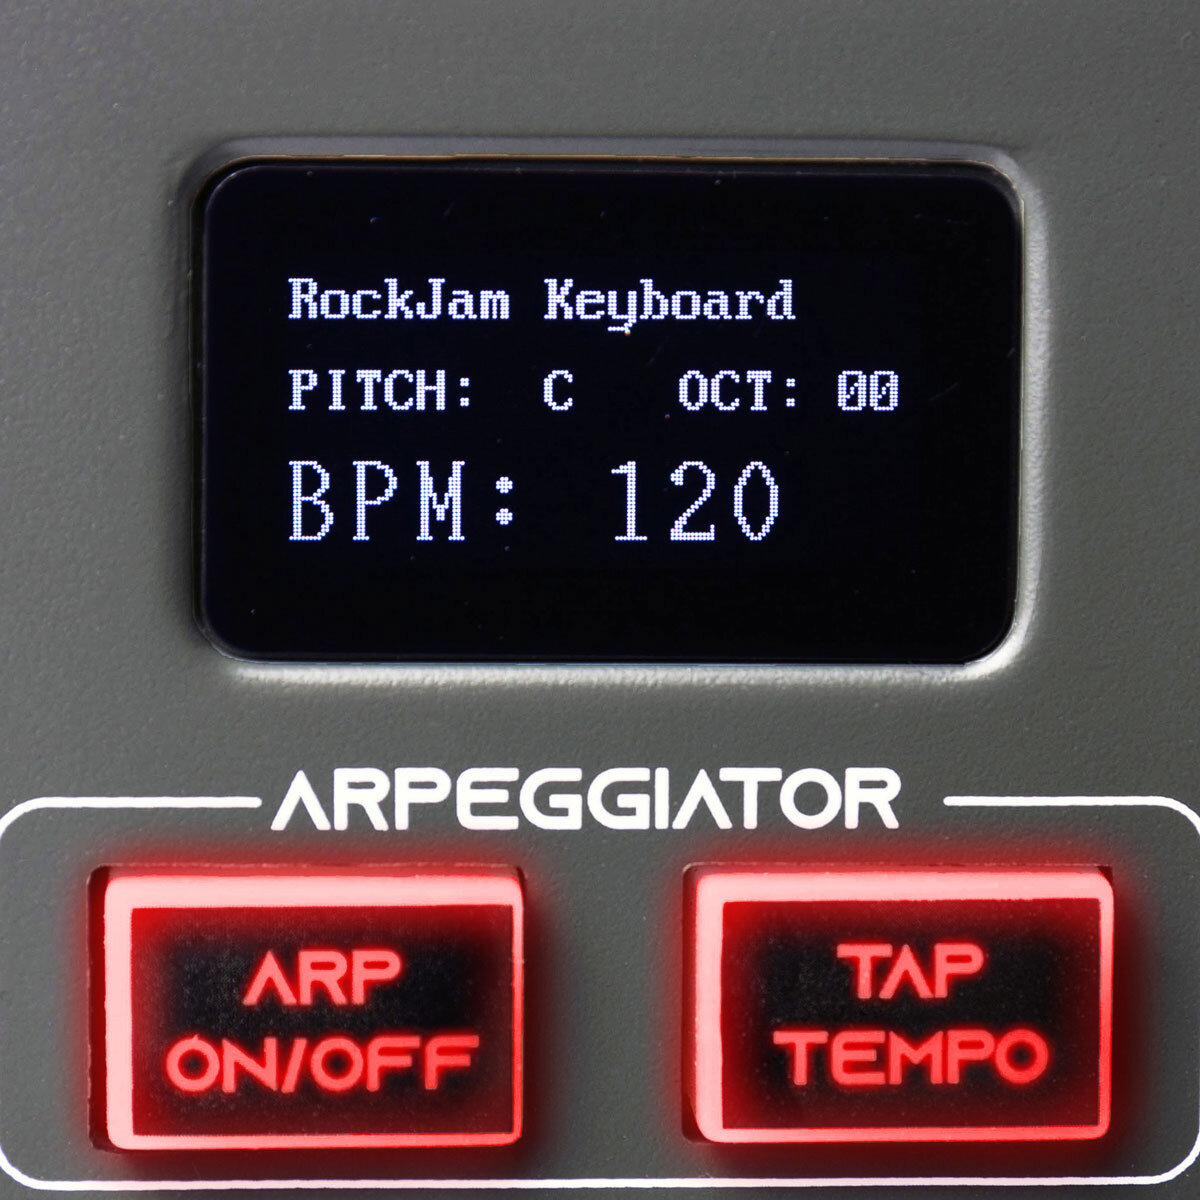 RockJam Keyboard
PITCH: C OCT: 00
BPM: 120
ARPEGGIATOR
ARP
ON/OFF
TAP
TEMPO